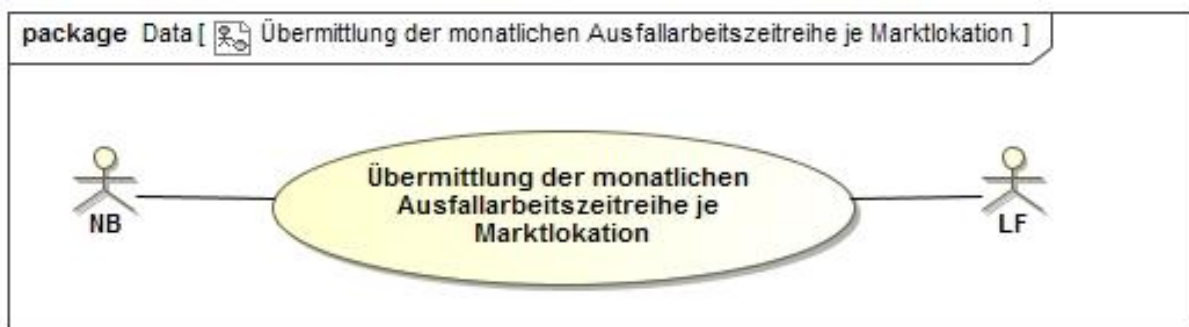 package Data [ Übermittlung der monatlichen Ausfallarbeitszeitreihe je Marktlokation ]
Übermittlung der monatlichen
Ausfallarbeitszeitreihe je
Marktlokation
NB
LF